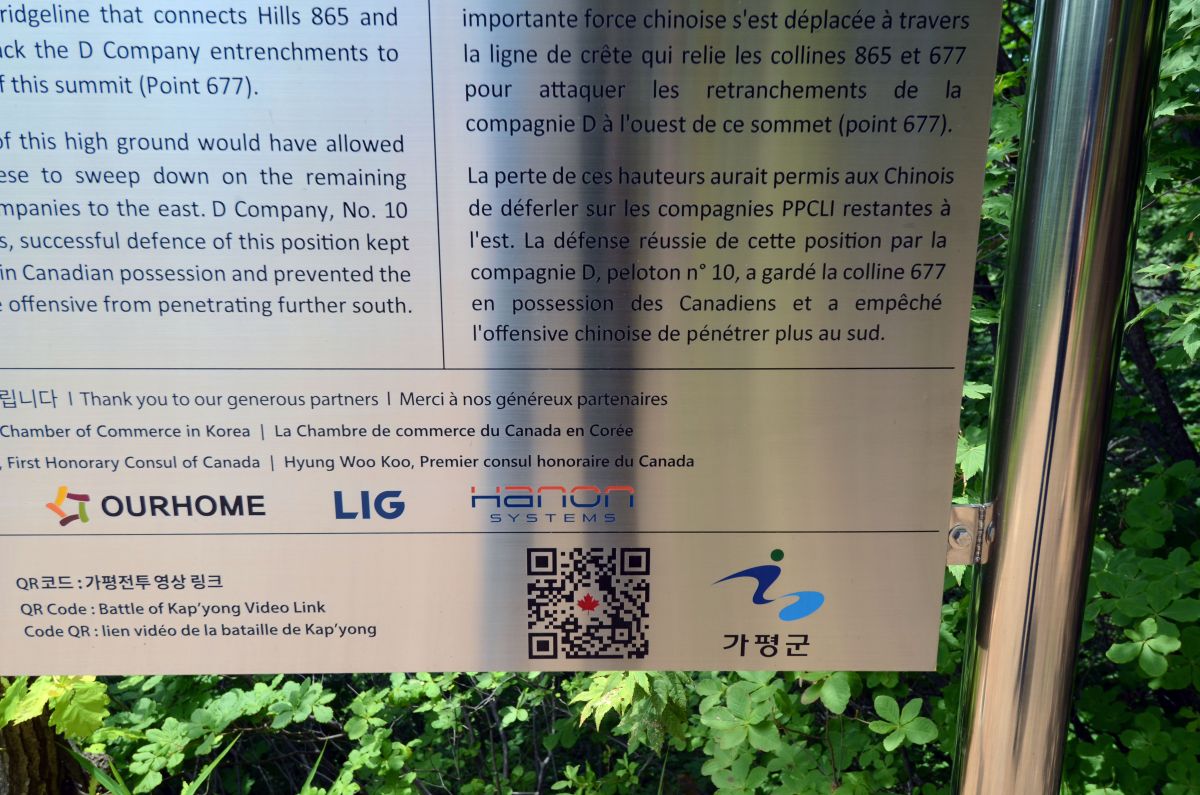 ridgeline that connects Hills 865 and
ack the D Company entrenchments to
f this summit (Point 677).
of this high ground would have allowed
ese to sweep down on the remaining
mpanies to the east. D Company, No. 10
s, successful defence of this position kept
in Canadian possession and prevented the
e offensive from penetrating further south.
importante force chinoise s'est déplacée à travers
la ligne de crête qui relie les collines 865 et 677
pour attaquer les retranchements de la
compagnie D à l'ouest de ce sommet (point 677).
La perte de ces hauteurs aurait permis aux Chinois
de déferler sur les compagnies PPCLI restantes à
l'est. La défense réussie de cette position par la
compagnie D, peloton n° 10, a gardé la colline 677
en possession des Canadiens et a empêché
l'offensive chinoise de pénétrer plus au sud.
립니다 | Thank you to our generous partners | Merci à nos généreux partenaires
Chamber of Commerce in Korea | La Chambre de commerce du Canada en Corée
, First Honorary Consul of Canada | Hyung Woo Koo, Premier consul honoraire du Canada
OURHOME LIG Hanon
SYSTEMS
QR코드 : 가평전투 영상 링크
QR Code : Battle of Kap'yong Video Link
Code QR : lien vidéo de la bataille de Kap'yong
가평군